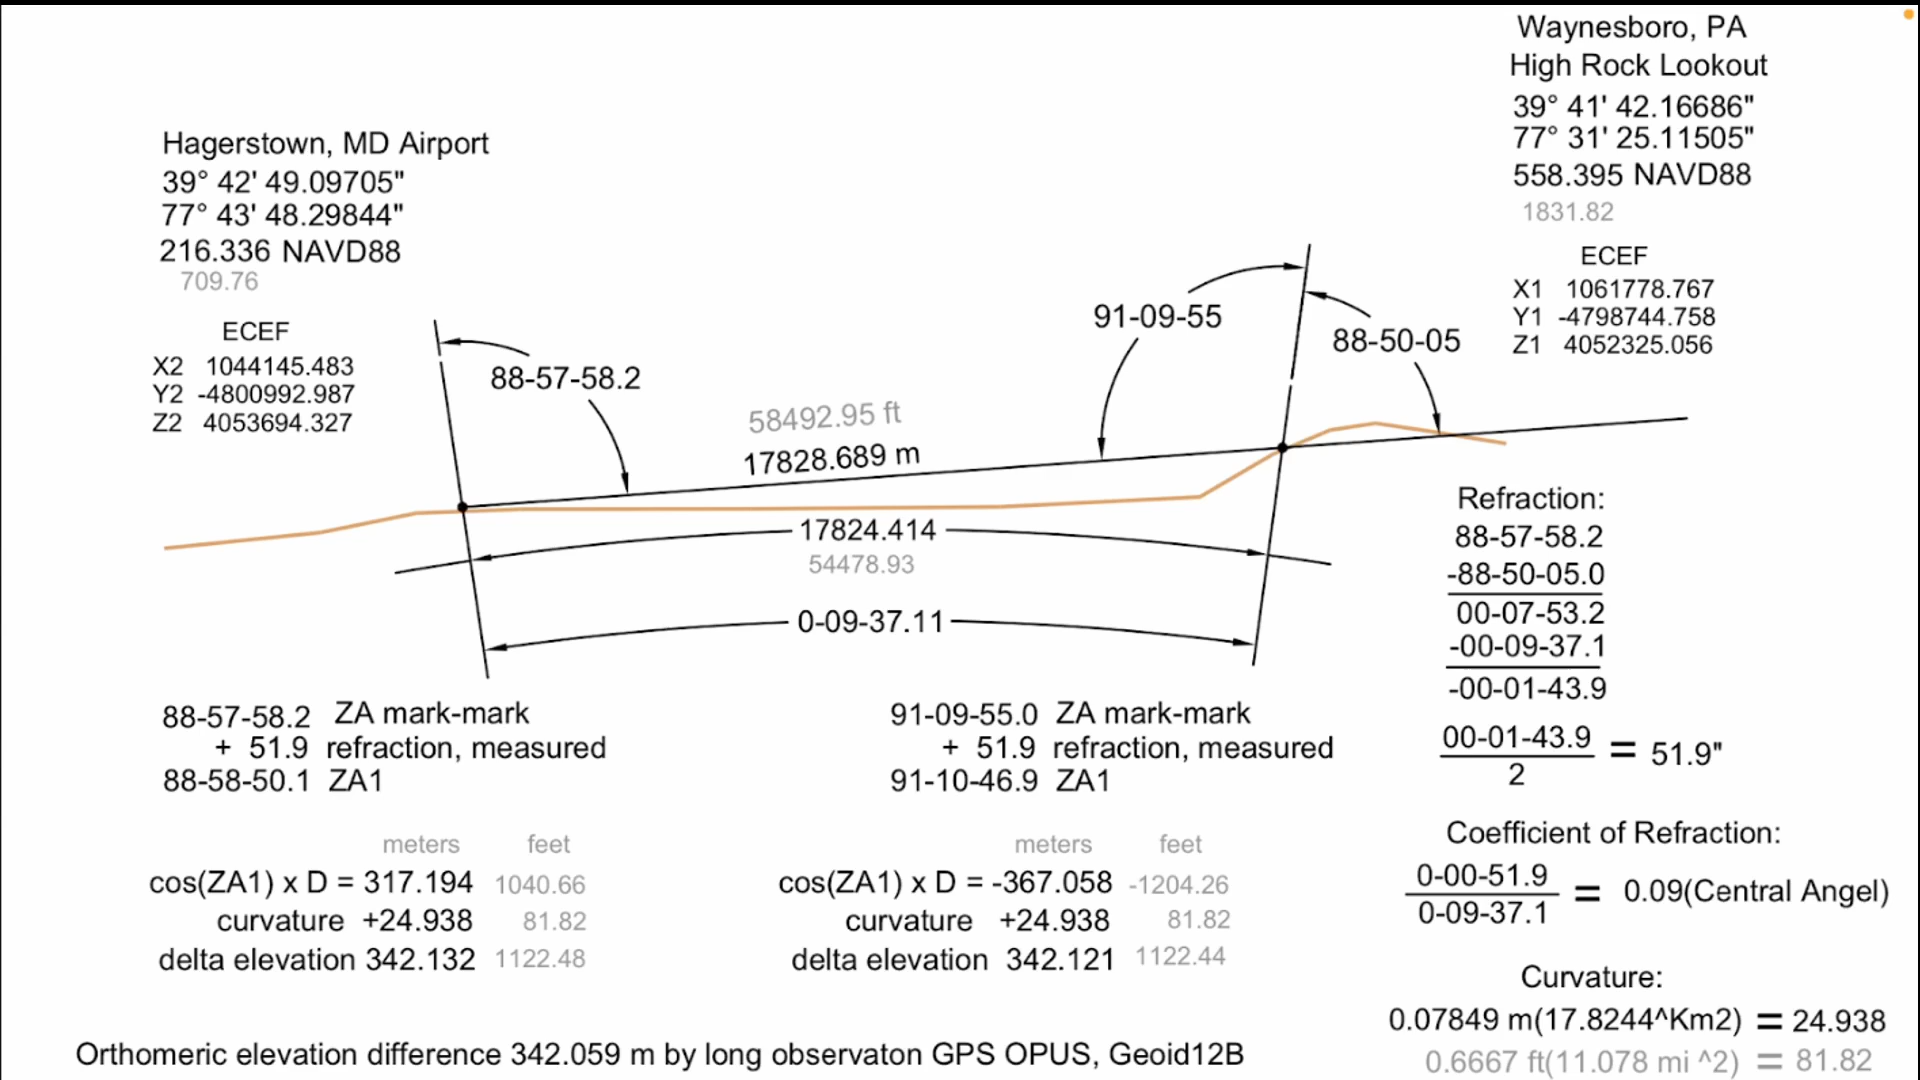 Waynesboro, PA
High Rock Lookout
39° 41' 42.16686"
77° 31' 25.11505"
558.395 NAVD88
1831.82
ECEF
X1 1061778.767
Y1 -4798744.758
Z1 4052325.056
Hagerstown, MD Airport
39° 42' 49.09705"
77° 43' 48.29844"
216.336 NAVD88
709.76
ECEF
X2 1044145.483
Y2 -4800992.987
Z2 4053694.327
88-57-58.2
91-09-55
88-50-05
58492.95 ft
17828.689 m
17824.414
54478.93
0-09-37.11
Refraction:
88-57-58.2
-88-50-05.0
00-07-53.2
-00-09-37.1
-00-01-43.9
00-01-43.9
2
= 51.9"
88-57-58.2 ZA mark-mark
+ 51.9 refraction, measured
88-58-50.1 ZA1
91-09-55.0 ZA mark-mark
+ 51.9 refraction, measured
91-10-46.9 ZA1
meters feet
cos(ZA1) x D = 317.194 1040.66
curvature +24.938 81.82
delta elevation 342.132 1122.48
meters feet
cos(ZA1) x D = -367.058 -1204.26
curvature +24.938 81.82
delta elevation 342.121 1122.44
Coefficient of Refraction:
0-00-51.9
0-09-37.1
= 0.09(Central Angel)
Curvature:
0.07849 m(17.8244^Km2) = 24.938
0.6667 ft(11.078 mi ^2) = 81.82
Orthomeric elevation difference 342.059 m by long observaton GPS OPUS, Geoid12B